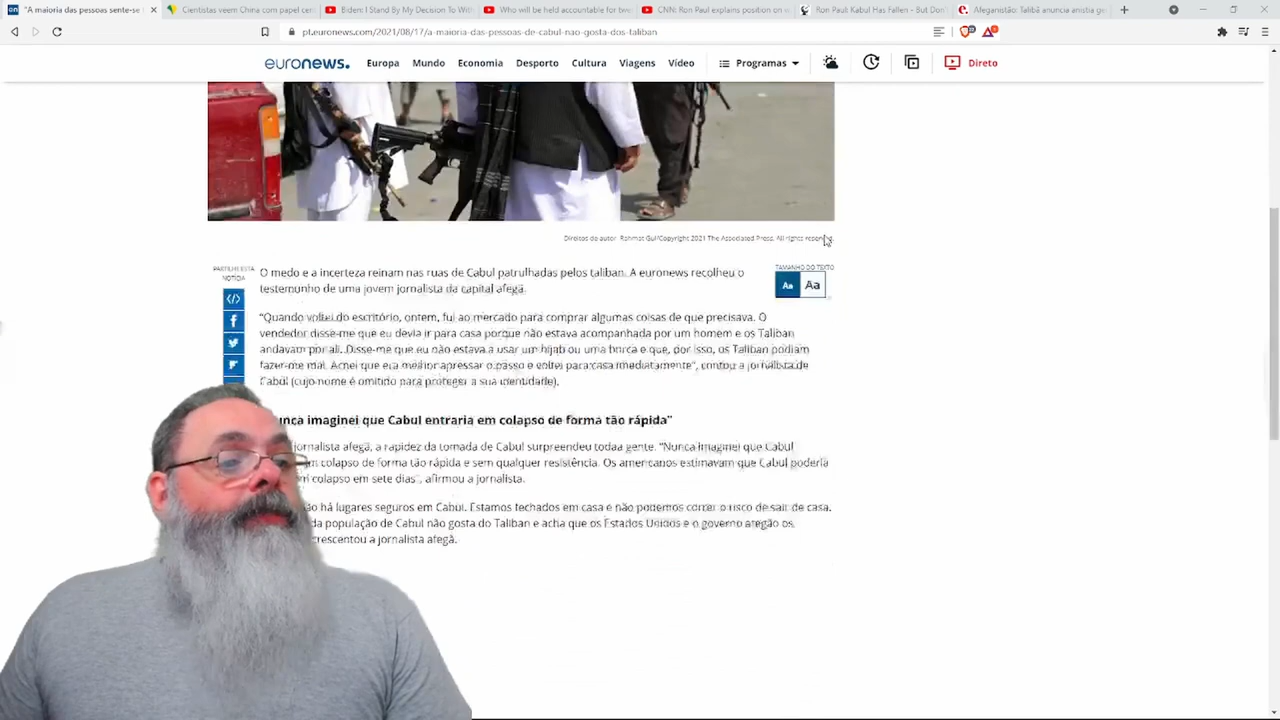 "A maioria das pessoas sente-se
Cientistas veem China com papel cen
Biden: I Stand By My Decision To With
Who will be held accountable for tw
CNN: Ron Paul explains position on
Ron Paul: Kabul Has Fallen - But Don't
Afeganistão: Talibã anuncia anistia ge
pt.euronews.com/2021/08/17/a-maioria-das-pessoas-de-cabul-nao-gosta-dos-taliban
euronews.
Europa Mundo Economia Desporto Cultura Viagens Vídeo Programas Direto
Direitos de autor Rahmat Gul/Copyright 2021 The Associated Press. All rights reserved.
PARTILHE ESTA
NOTÍCIA
TAMANHO DO TEXTO
Aa Aa
O medo e a incerteza reinam nas ruas de Cabul patrulhadas pelos taliban. A euronews recolheu o
testemunho de uma jovem jornalista da capital afegã.
"Quando voltei do escritório, ontem, fui ao mercado para comprar algumas coisas de que precisava. O
vendedor disse-me que eu devia ir para casa porque não estava acompanhada por um homem e os Taliban
andavam por ali. Disse-me que eu não estava a usar um hijab ou uma burca e que, por isso, os Taliban podiam
fazer-me mal. Achei que era melhor apressar o passo e voltei para casa imediatamente", contou a jornalista de
Cabul (cujo nome é omitido para proteger a sua identidade).
imaginei que Cabul entraria em colapso de forma tão rápida"
jornalista afegã, a rapidez da tomada de Cabul surpreendeu toda a gente. "Nunca imaginei que Cabul
colapso de forma tão rápida e sem qualquer resistência. Os americanos estimavam que Cabul poderia
colapso em sete dias", afirmou a jornalista.
há lugares seguros em Cabul. Estamos fechados em casa e não podemos correr o risco de sair de casa.
da população de Cabul não gosta do Taliban e acha que os Estados Unidos e o governo afegão os
crescentou a jornalista afegã.